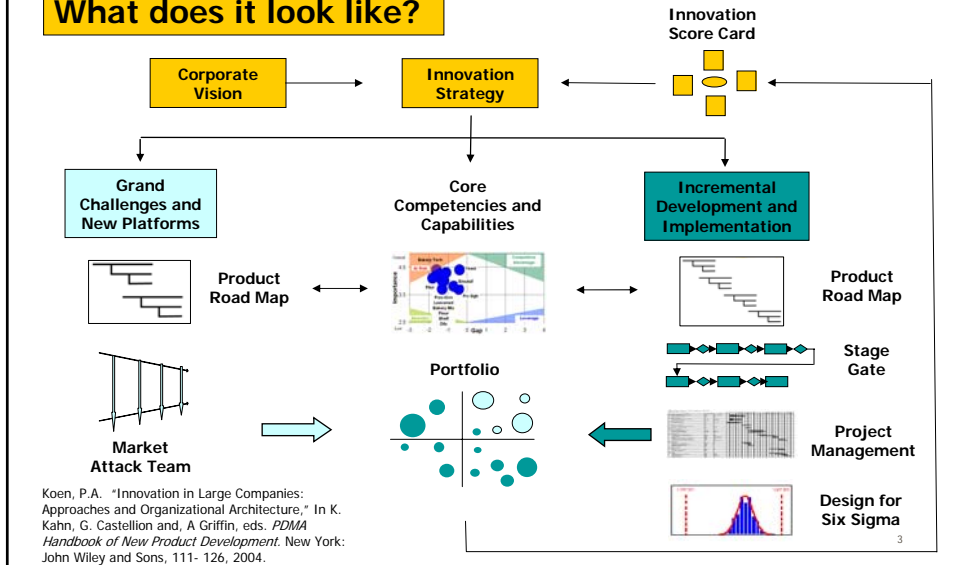 What does it look like?
Innovation
Score Card
Corporate
Vision
Innovation
Strategy
Grand
Challenges and
New Platforms
Core
Competencies and
Capabilities
Incremental
Development and
Implementation
Product
Road Map
Importance
Gap
Leverage
Product
Road Map
Stage
Gate
Portfolio
Market
Attack Team
Project
Management
Design for
Six Sigma
Koen, P.A. “Innovation in Large Companies:
Approaches and Organizational Architecture,” In K.
Kahn, G. Castellion and, A Griffin, eds. PDMA
Handbook of New Product Development. New York:
John Wiley and Sons, 111- 126, 2004.
3